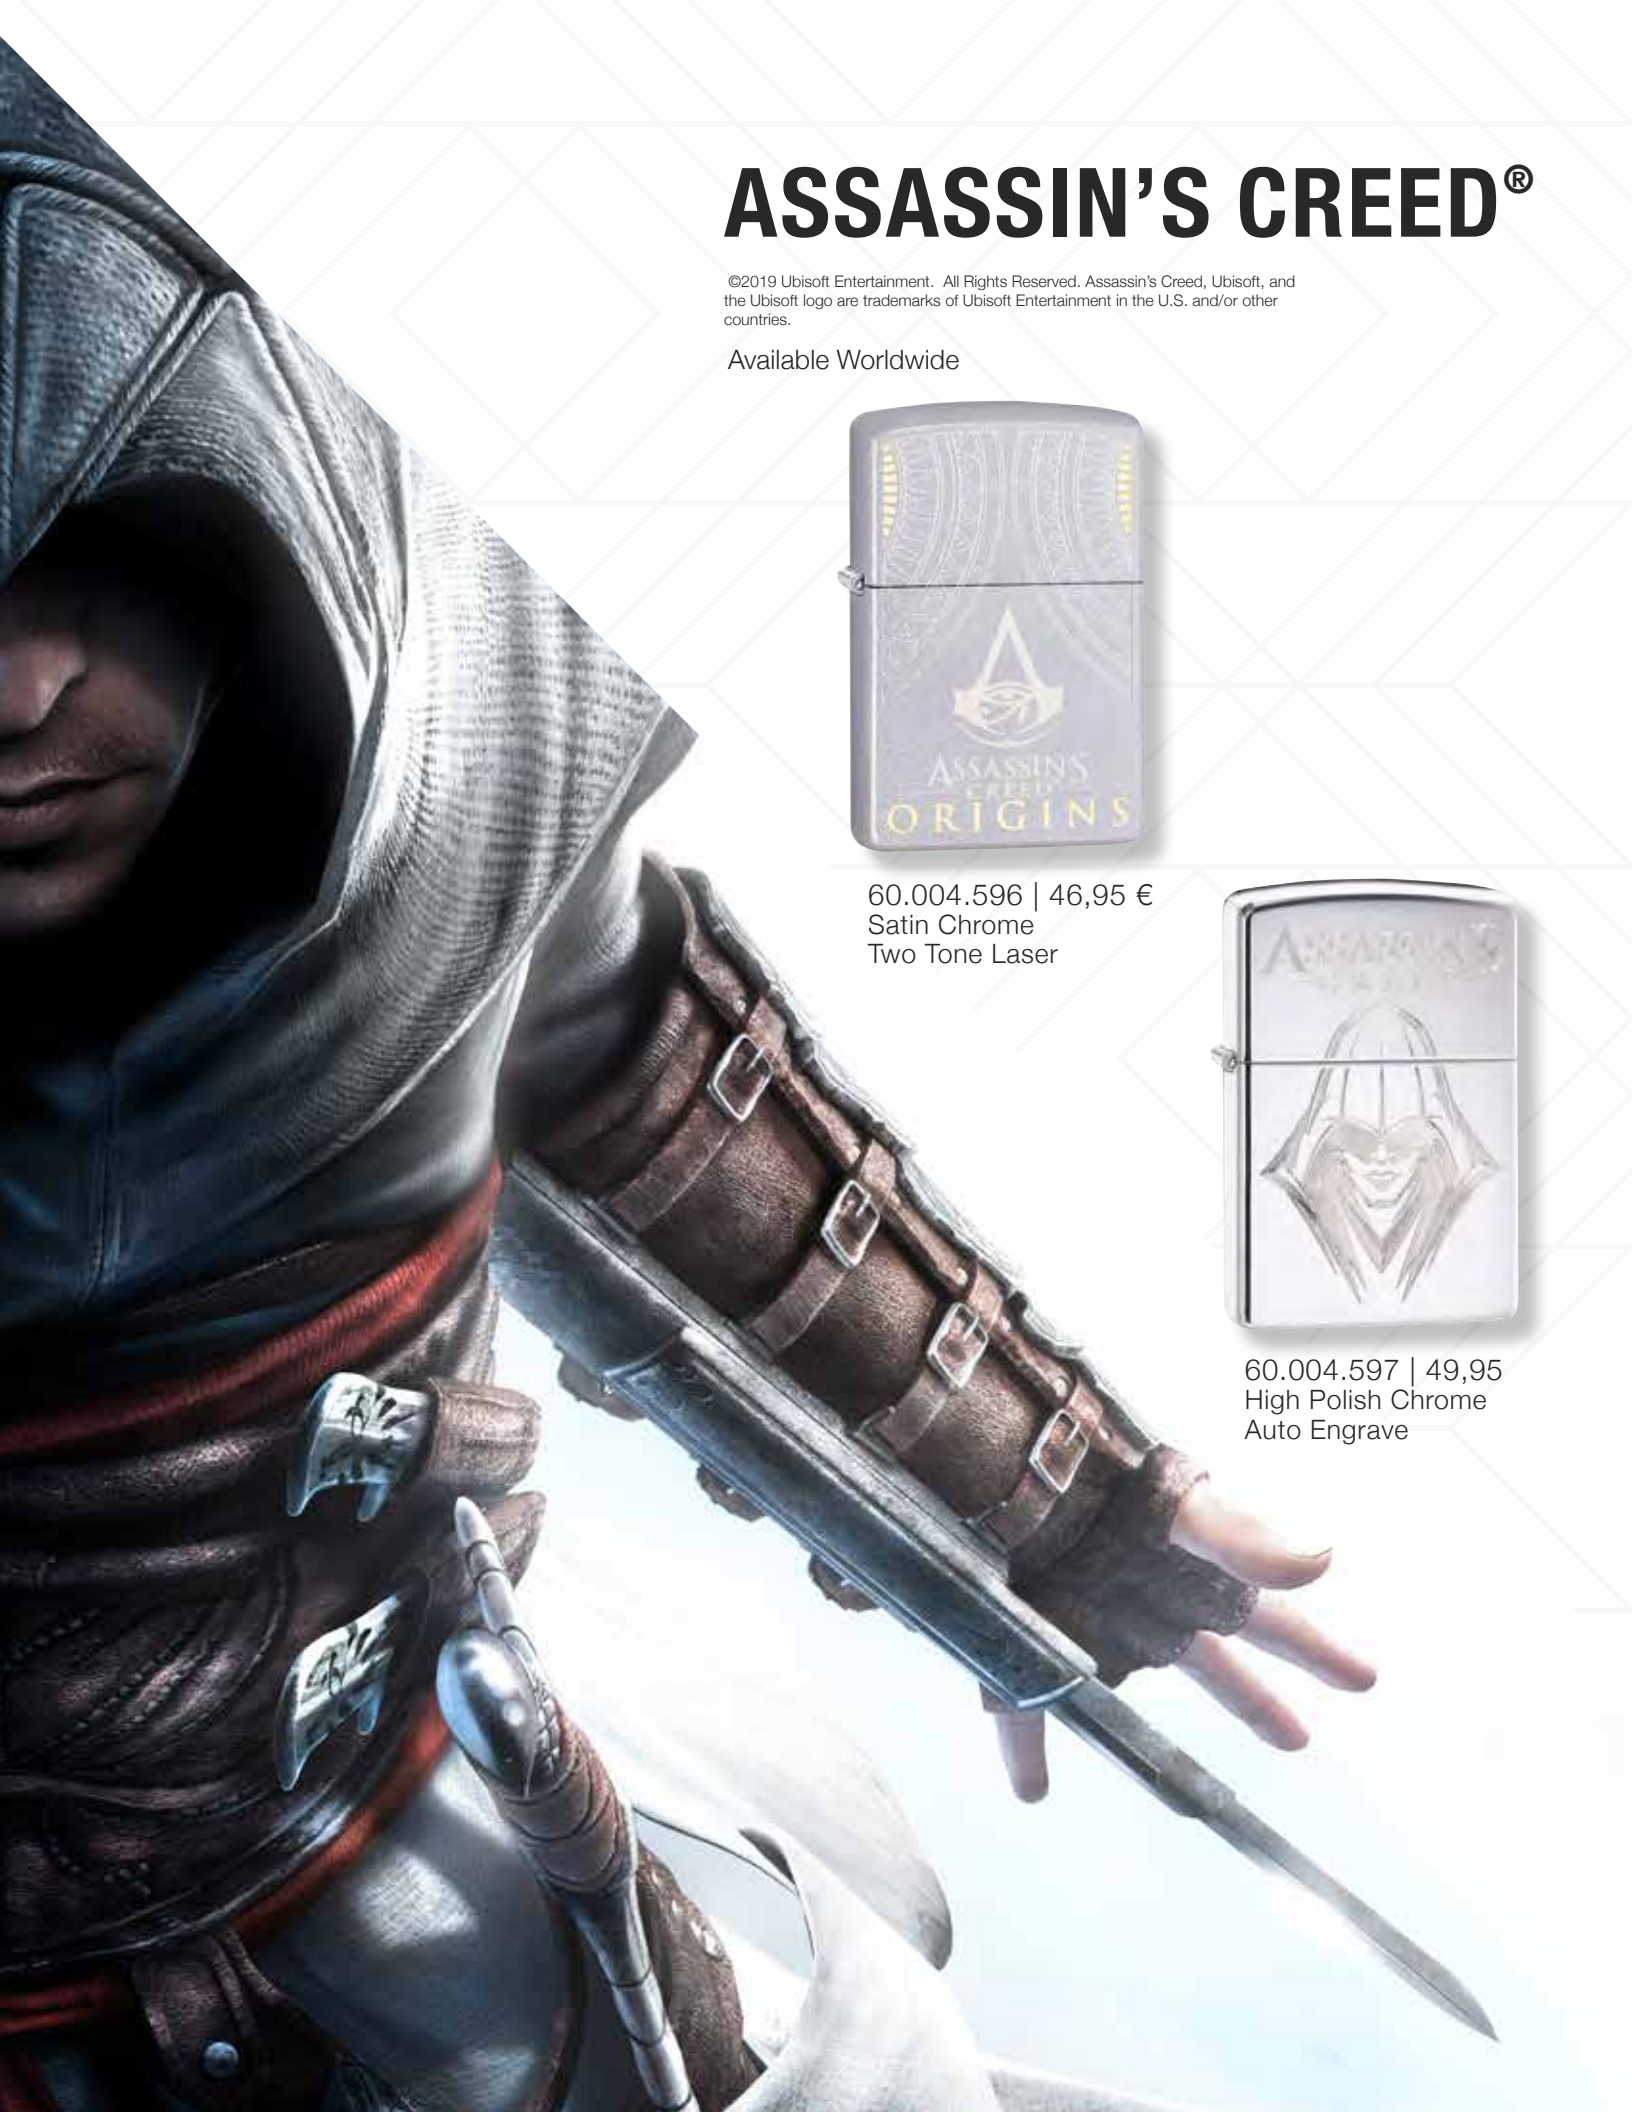 ASSASSIN’S CREED®
©2019 Ubisoft Entertainment.  All Rights Reserved. Assassin’s Creed, Ubisoft, and
the Ubisoft logo are trademarks of Ubisoft Entertainment in the U.S. and/or other
countries.
Available Worldwide
ASSASSIN'S
CREED
ORIGINS
60.004.596 | 46,95 €
Satin Chrome
Two Tone Laser
ASSASSIN'S
60.004.597 | 49,95
High Polish Chrome
Auto Engrave